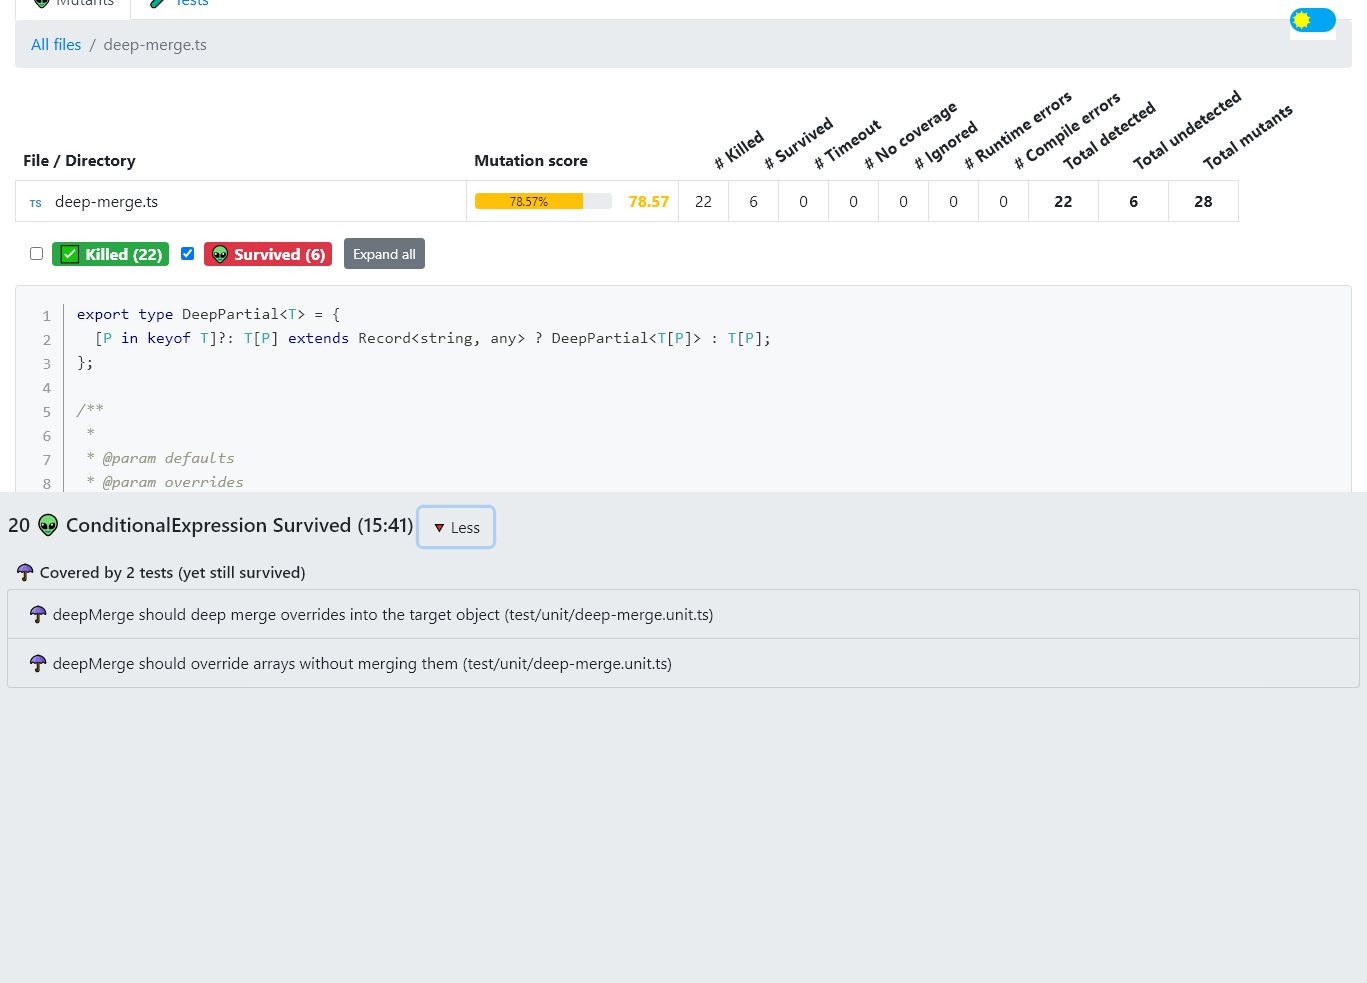 Mutants Tests
All files / deep-merge.ts
File / Directory Mutation score # Killed # Survived # Timeout # No coverage # Ignored # Runtime errors # Compile errors Total detected Total undetected Total mutants
TS deep-merge.ts 78.57% 78.57 22 6 0 0 0 0 0 22 6 28
Killed (22) Survived (6) Expand all
1 export type DeepPartial<T> = {
2 [P in keyof T]?: T[P] extends Record<string, any> ? DeepPartial<T[P]> : T[P];
3 };
4
5 /**
6 *
7 * @param defaults
8 * @param overrides
20 ConditionalExpression Survived (15:41) Less
Covered by 2 tests (yet still survived)
deepMerge should deep merge overrides into the target object (test/unit/deep-merge.unit.ts)
deepMerge should override arrays without merging them (test/unit/deep-merge.unit.ts)